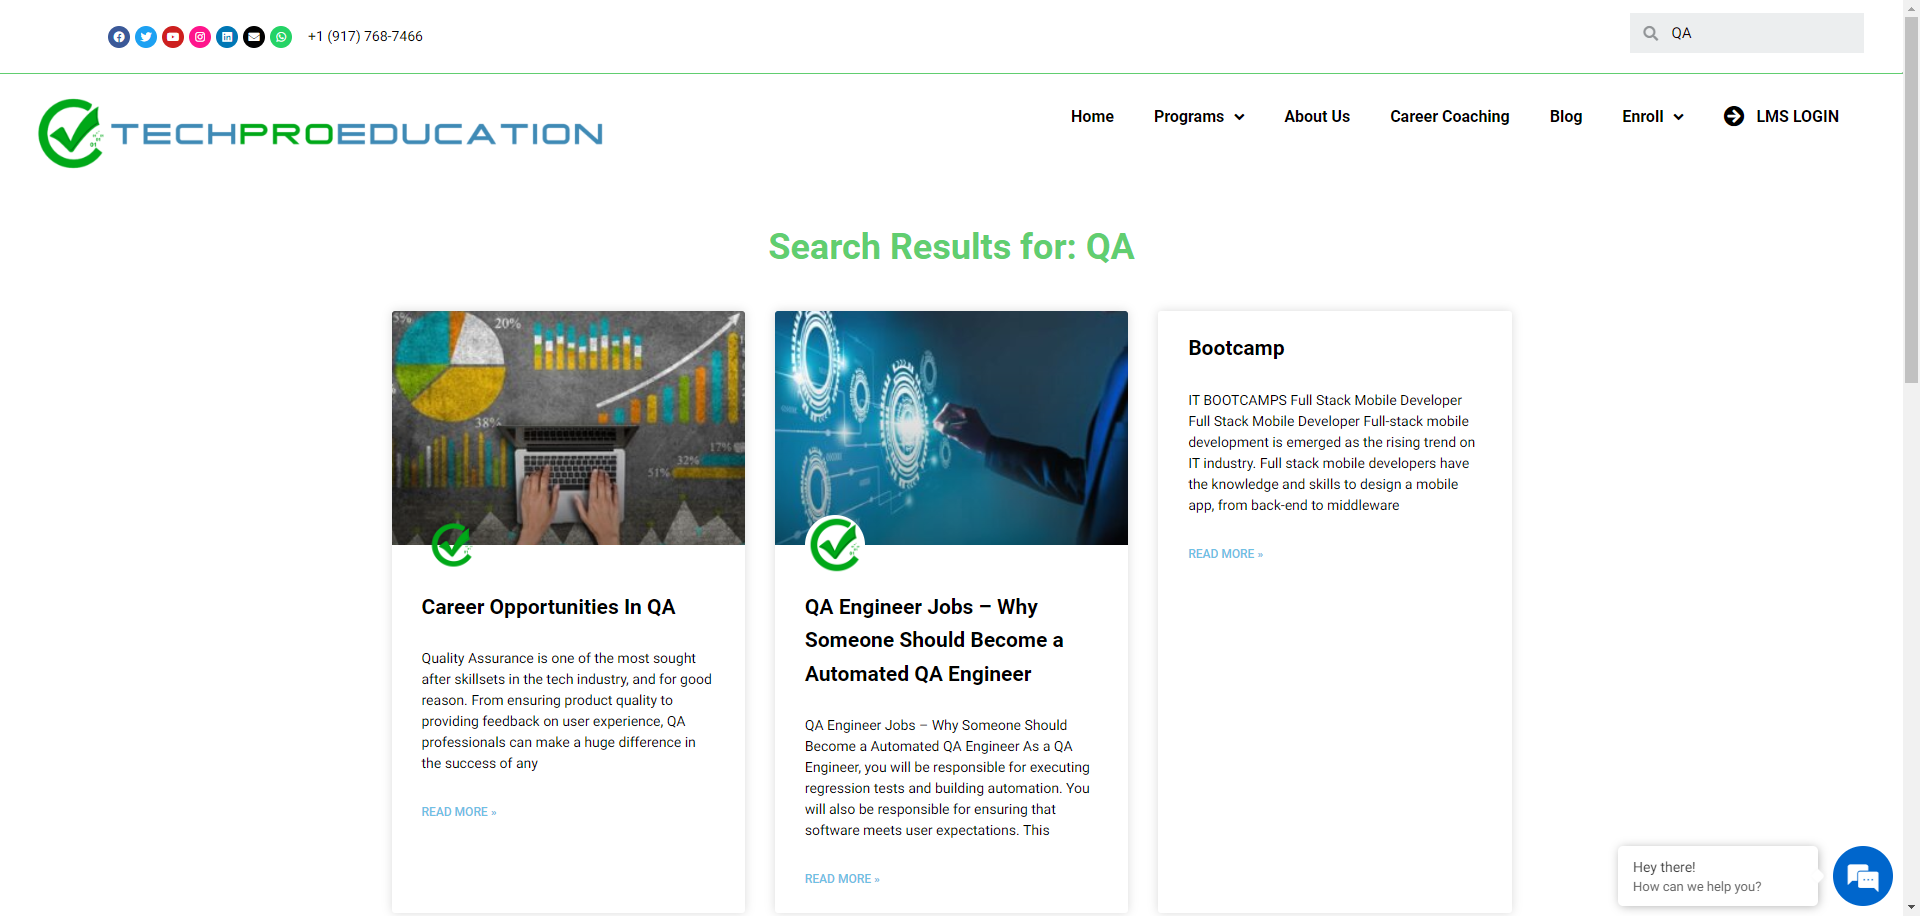 +1 (917) 768-7466
QA
TECHPROEDUCATION
Home
Programs
About Us
Career Coaching
Blog
Enroll
LMS LOGIN
Search Results for: QA
5%
20%
38%
17%
32%
51%
Career Opportunities In QA
Quality Assurance is one of the most sought
after skillsets in the tech industry, and for good
reason. From ensuring product quality to
providing feedback on user experience, QA
professionals can make a huge difference in
the success of any
READ MORE »
QA Engineer Jobs – Why
Someone Should Become a
Automated QA Engineer
QA Engineer Jobs – Why Someone Should
Become a Automated QA Engineer As a QA
Engineer, you will be responsible for executing
regression tests and building automation. You
will also be responsible for ensuring that
software meets user expectations. This
READ MORE »
Bootcamp
IT BOOTCAMPS Full Stack Mobile Developer
Full Stack Mobile Developer Full-stack mobile
development is emerged as the rising trend on
IT industry. Full stack mobile developers have
the knowledge and skills to design a mobile
app, from back-end to middleware
READ MORE »
Hey there!
How can we help you?